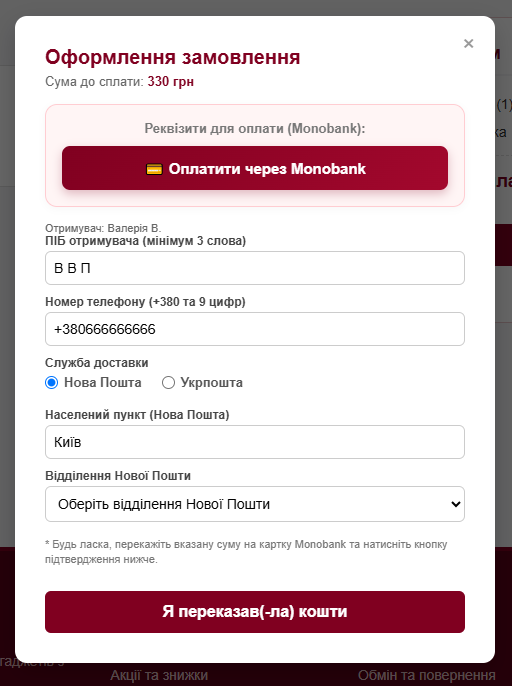 ×
Оформлення замовлення
Сума до сплати: 330 грн
Реквізити для оплати (Monobank):
Оплатити через Monobank
Отримувач: Валерія В.
ПІБ отримувача (мінімум 3 слова)
В В П
Номер телефону (+380 та 9 цифр)
+380666666666
Служба доставки
Нова Пошта Укрпошта
Населений пункт (Нова Пошта)
Київ
Відділення Нової Пошти
Оберіть відділення Нової Пошти
* Будь ласка, перекажіть вказану суму на картку Monobank та натисніть кнопку
підтвердження нижче.
Я переказав(-ла) кошти
(1)
Акції та знижки
Обмін та повернення